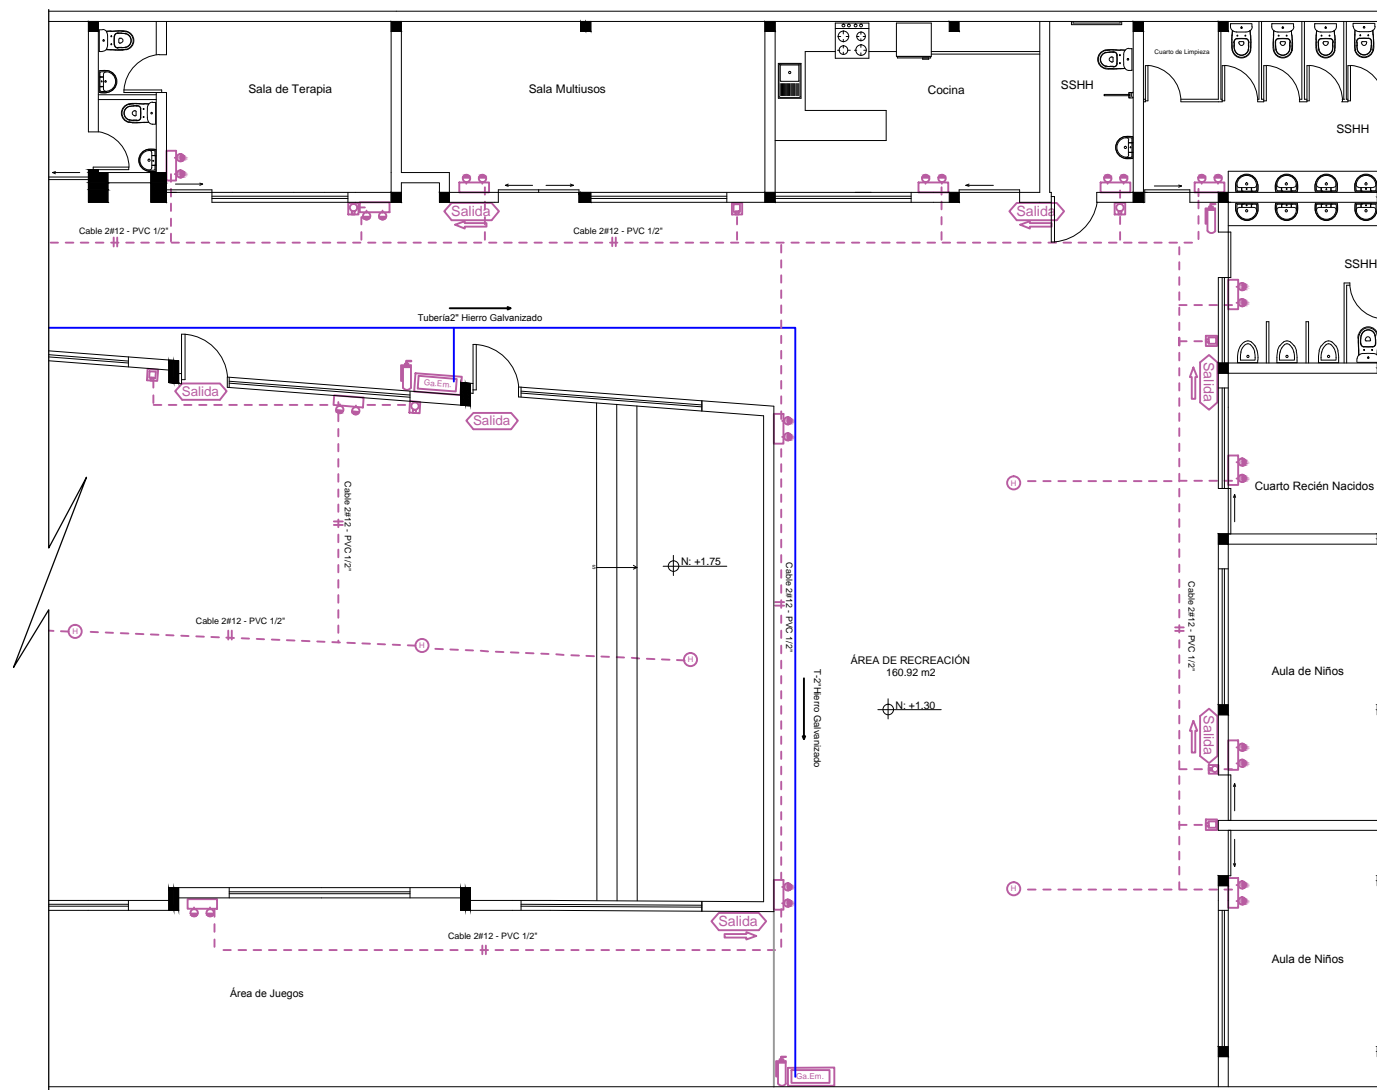 Cuarto de Limpieza
Sala de Terapia
Sala Multiusos
Cocina
SSHH
SSHH
Salida
Salida
Cable 2#12 - PVC 1/2"
Cable 2#12 - PVC 1/2"
SSHH
Tubería2" Hierro Galvanizado
Salida
Ga.Em.
Salida
Salida
Cable 2#12 - PVC 1/2"
H
Cuarto Recién Nacidos
N: +1.75
S
Cable 2#12 - PVC 1/2"
Cable 2#12 - PVC 1/2"
Cable 2#12 - PVC 1/2"
H
H
H
ÁREA DE RECREACIÓN
160.92 m2
Aula de Niños
T-2"Hierro Galvanizado
N: +1.30
Salida
H
Salida
Cable 2#12 - PVC 1/2"
Aula de Niños
Área de Juegos
Ga.Em.